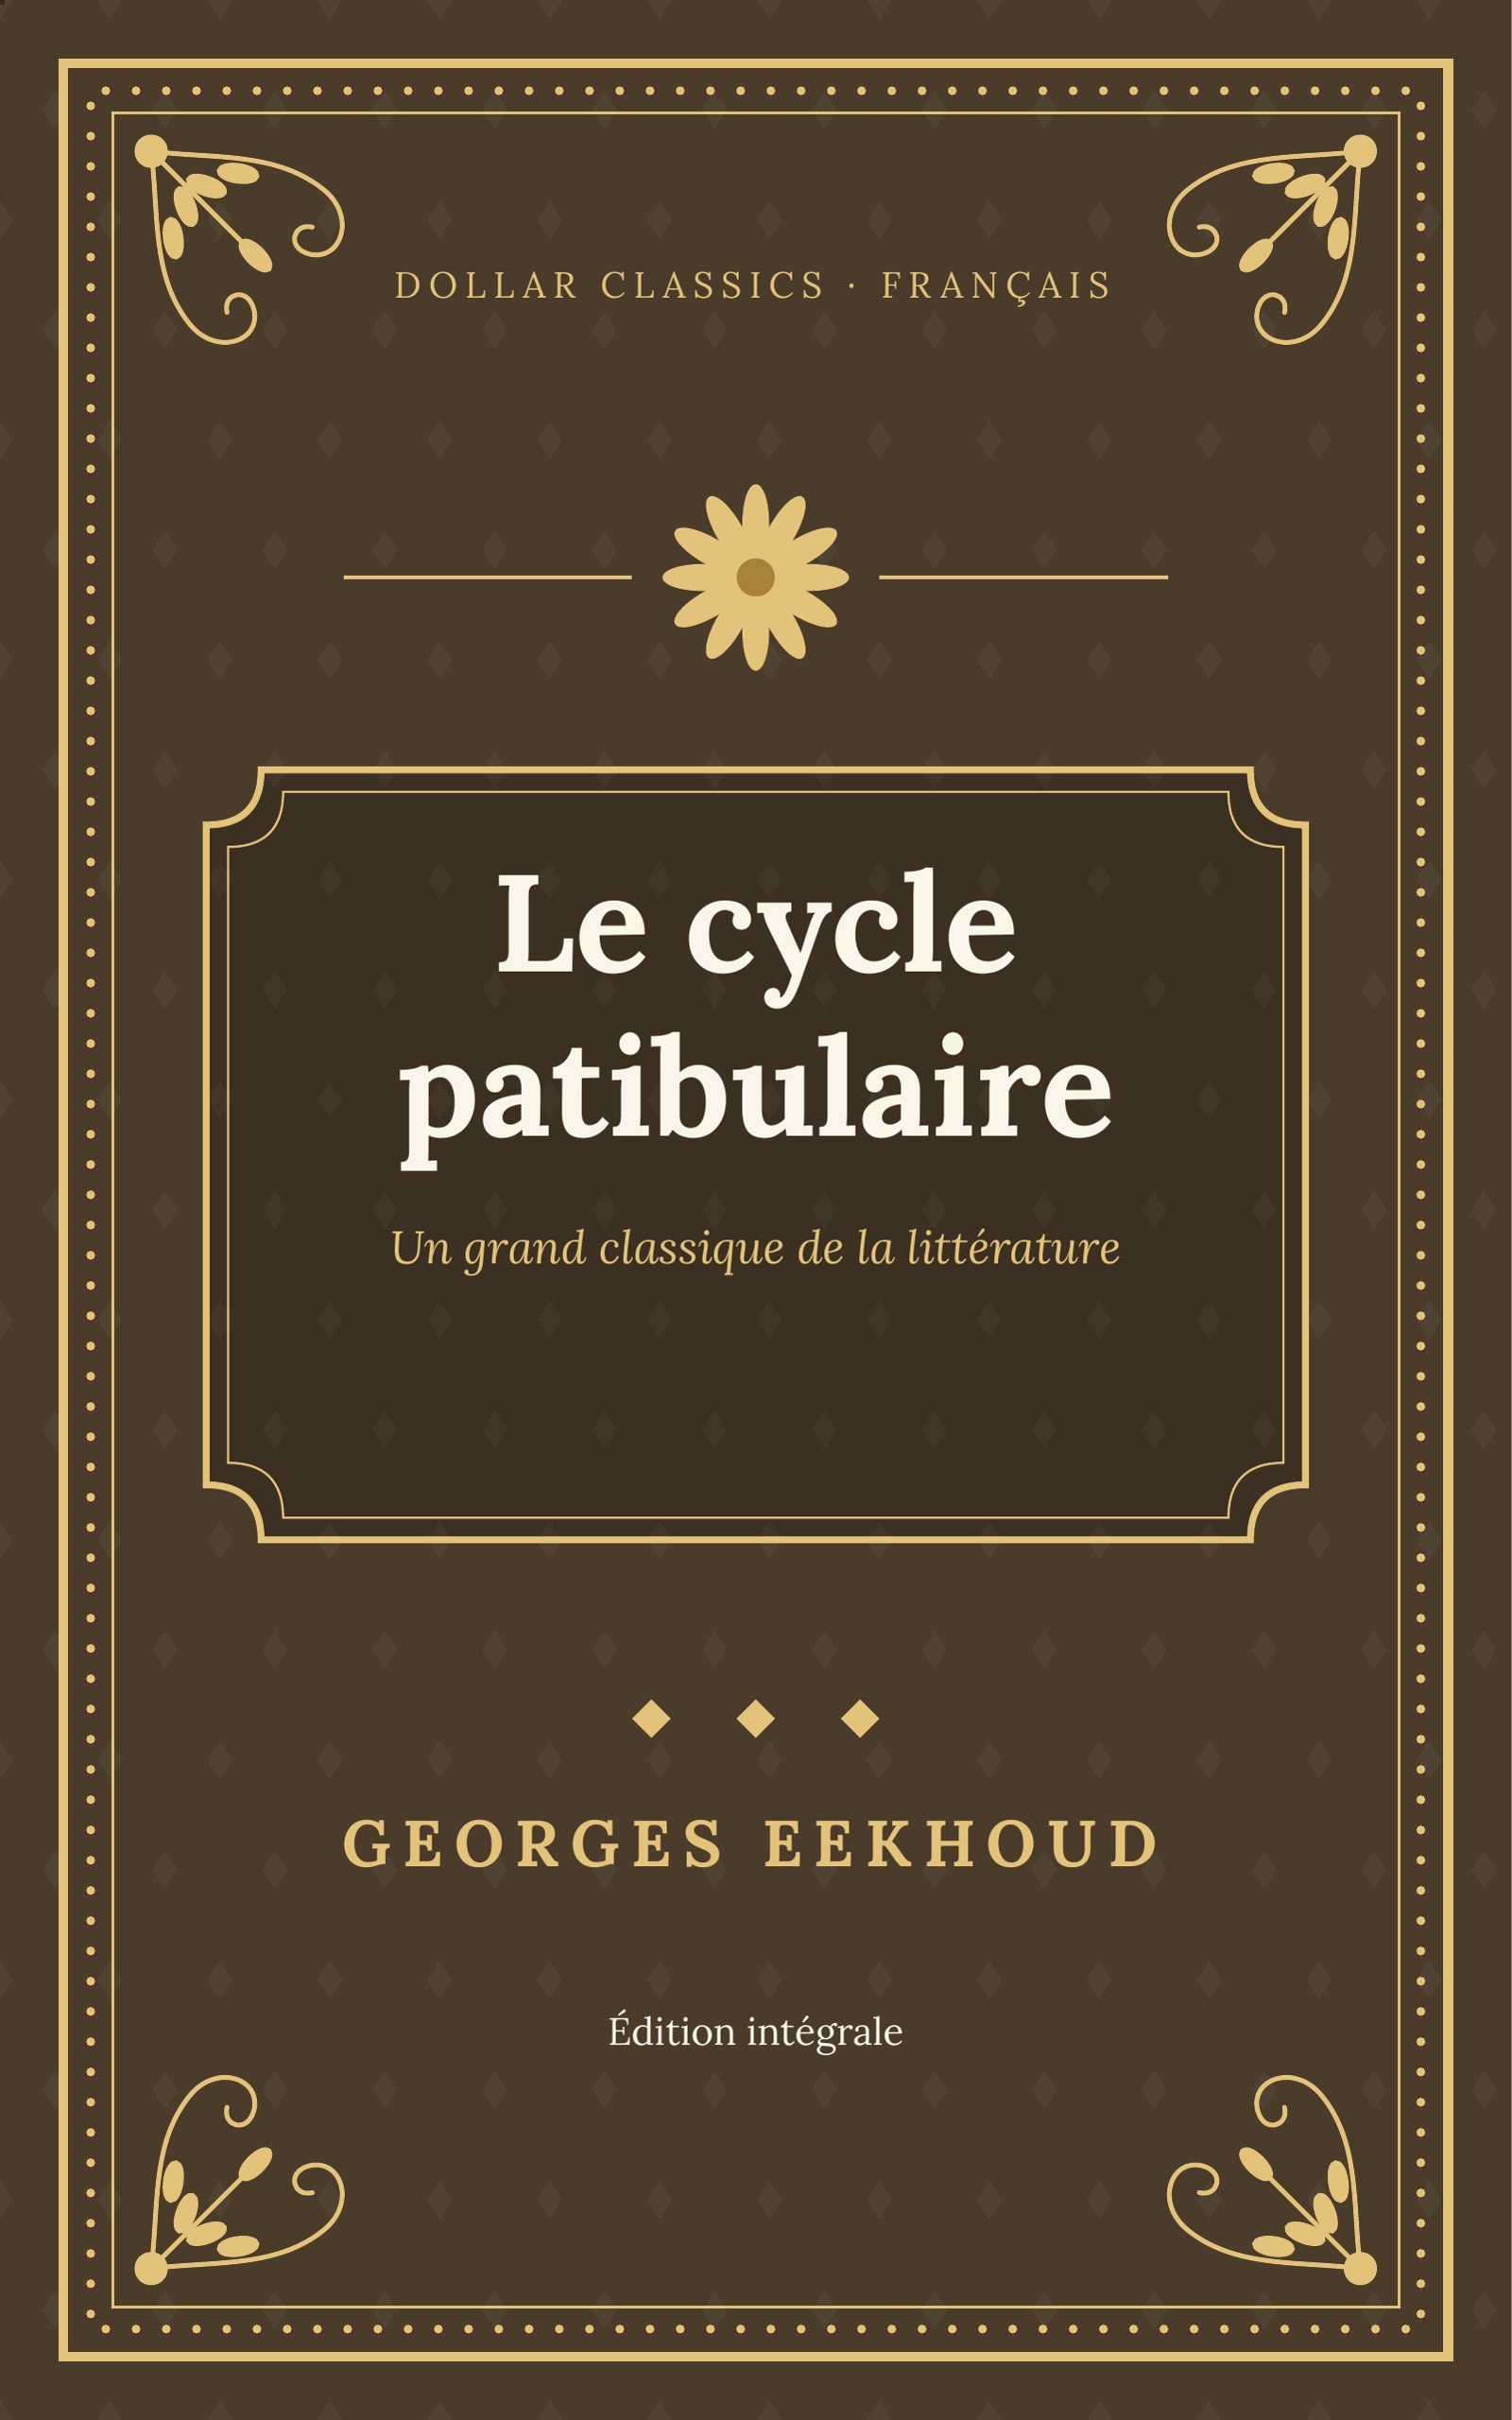 DOLLAR CLASSICS · FRANÇAIS
Le cycle
patibulaire
Un grand classique de la littérature
GEORGES EEKHOUD
Édition intégrale